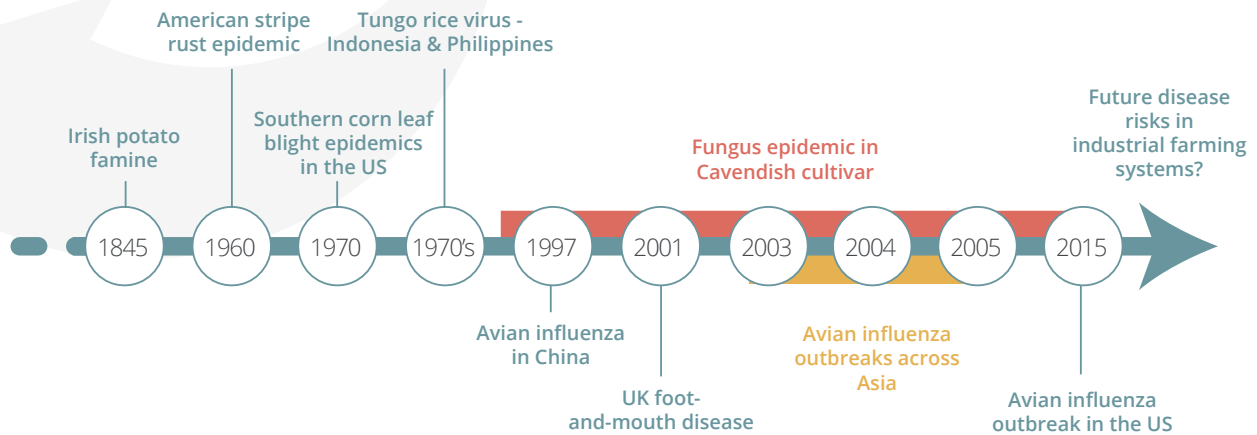 American stripe
rust epidemic
Tungo rice virus -
Indonesia & Philippines
Irish potato
famine
Southern corn leaf
blight epidemics
in the US
Fungus epidemic in
Cavendish cultivar
Future disease
risks in
industrial farming
systems?
1845
1960
1970
1970's
1997
2001
2003
2004
2005
2015
Avian influenza
in China
UK foot-
and-mouth disease
Avian influenza
outbreaks across
Asia
Avian influenza
outbreak in the US